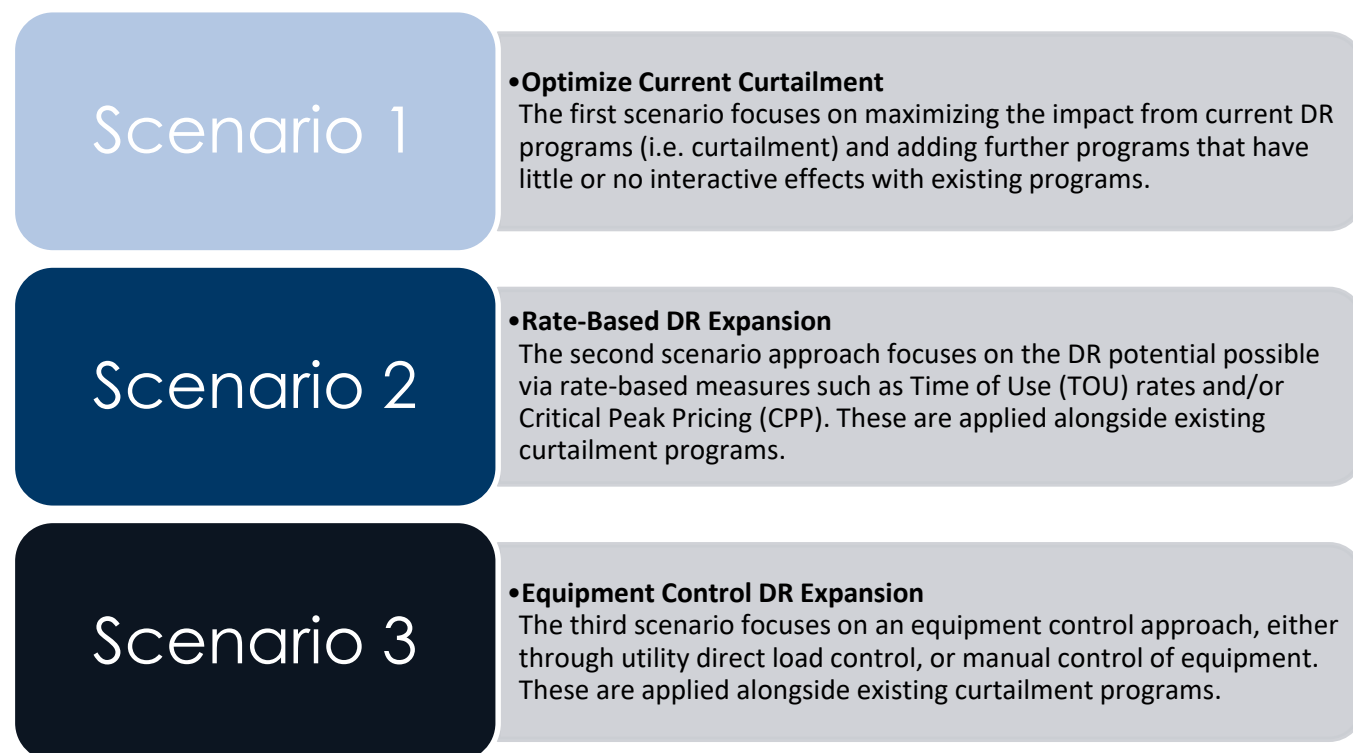 Scenario 1
•Optimize Current Curtailment
The first scenario focuses on maximizing the impact from current DR
programs (i.e. curtailment) and adding further programs that have
little or no interactive effects with existing programs.
Scenario 2
•Rate-Based DR Expansion
The second scenario approach focuses on the DR potential possible
via rate-based measures such as Time of Use (TOU) rates and/or
Critical Peak Pricing (CPP). These are applied alongside existing
curtailment programs.
Scenario 3
•Equipment Control DR Expansion
The third scenario focuses on an equipment control approach, either
through utility direct load control, or manual control of equipment.
These are applied alongside existing curtailment programs.